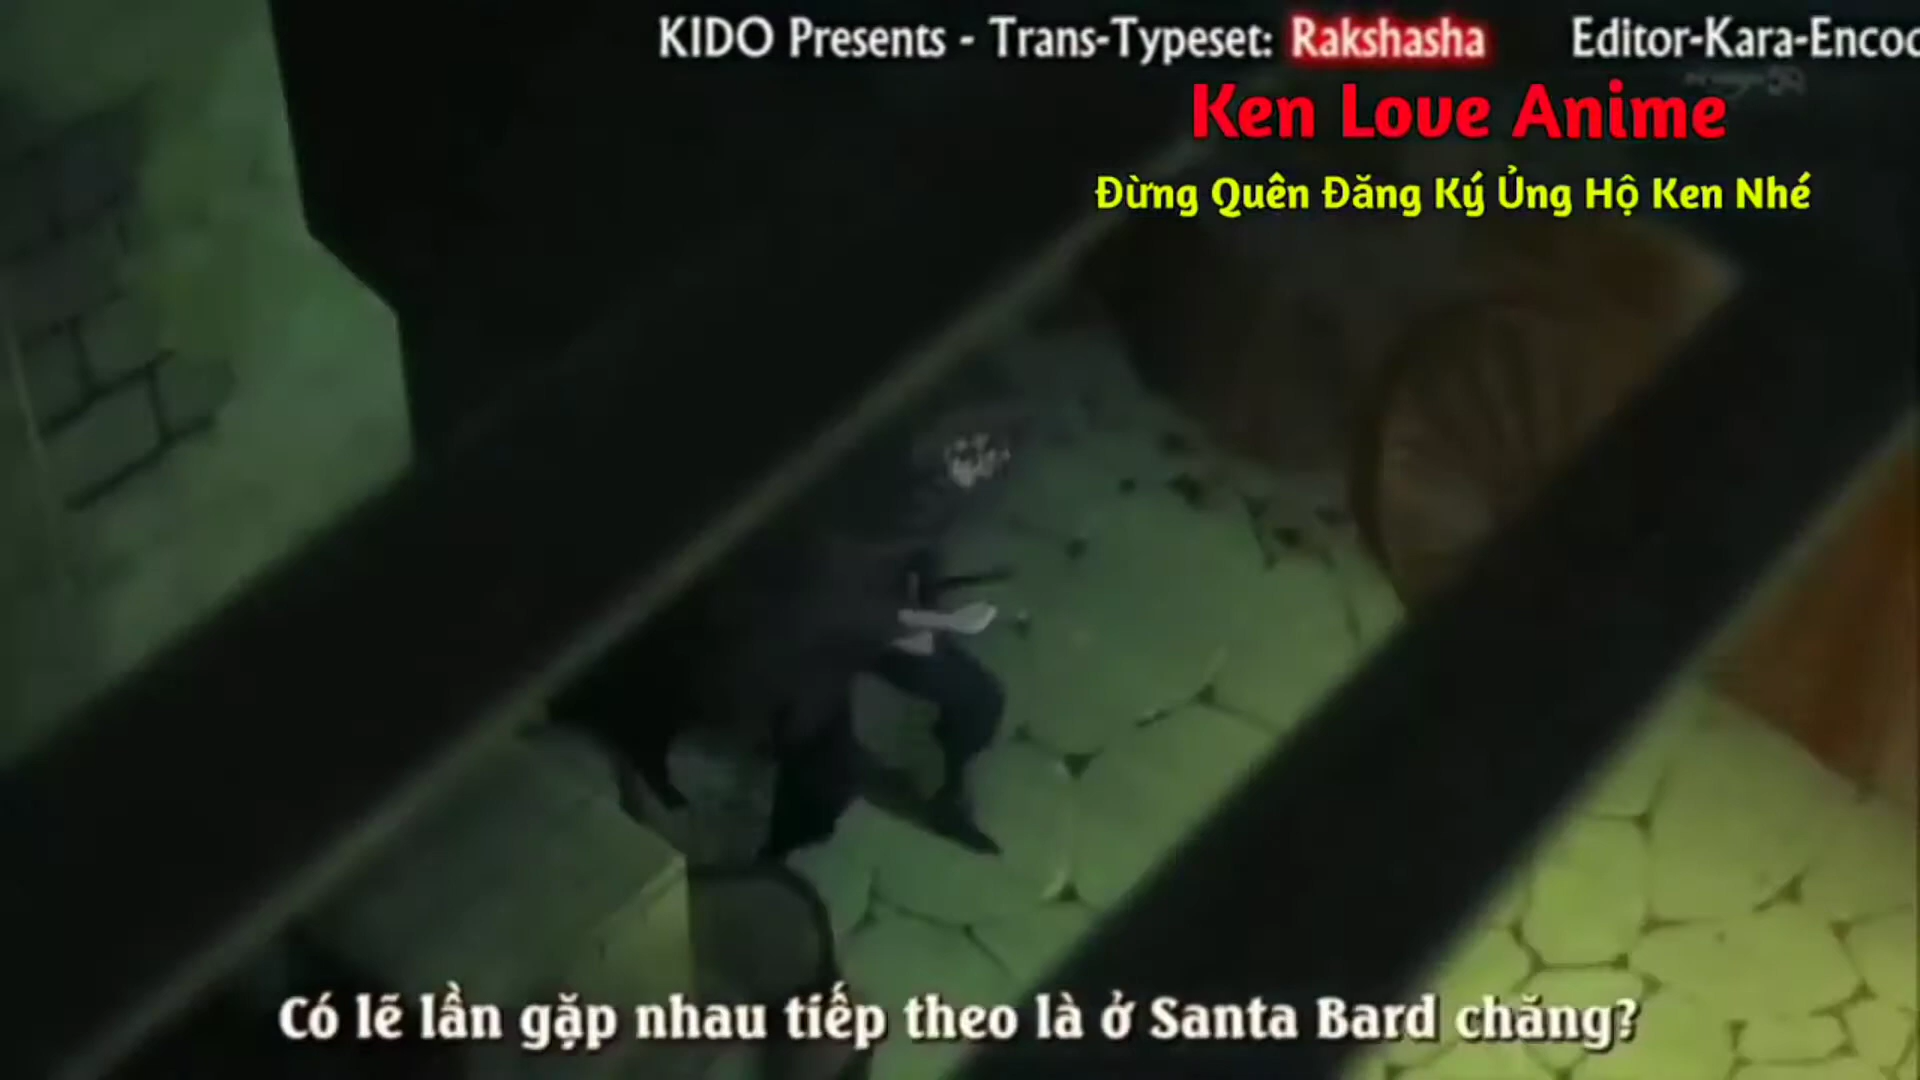 KIDO Presents - Trans-Typeset: Rakshasha Editor-Kara-Encod
Ken Love Anime
Đừng Quên Đăng Ký Ủng Hộ Ken Nhé
Có lẽ lần gặp nhau tiếp theo là ở Santa Bard chăng?